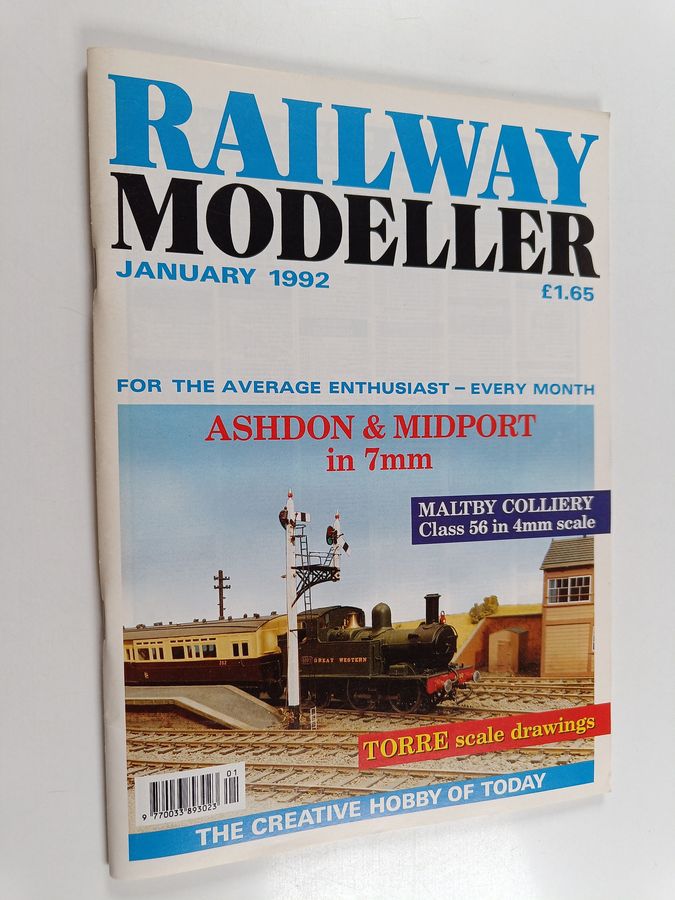 RAILWAY
MODELLER
JANUARY 1992
£1.65
FOR THE AVERAGE ENTHUSIAST – EVERY MONTH
ASHDON & MIDPORT
in 7mm
MALTBY COLLIERY
Class 56 in 4mm scale
GREAT WESTERN
TORRE scale drawings
01
9 770033 893023
THE CREATIVE HOBBY OF TODAY